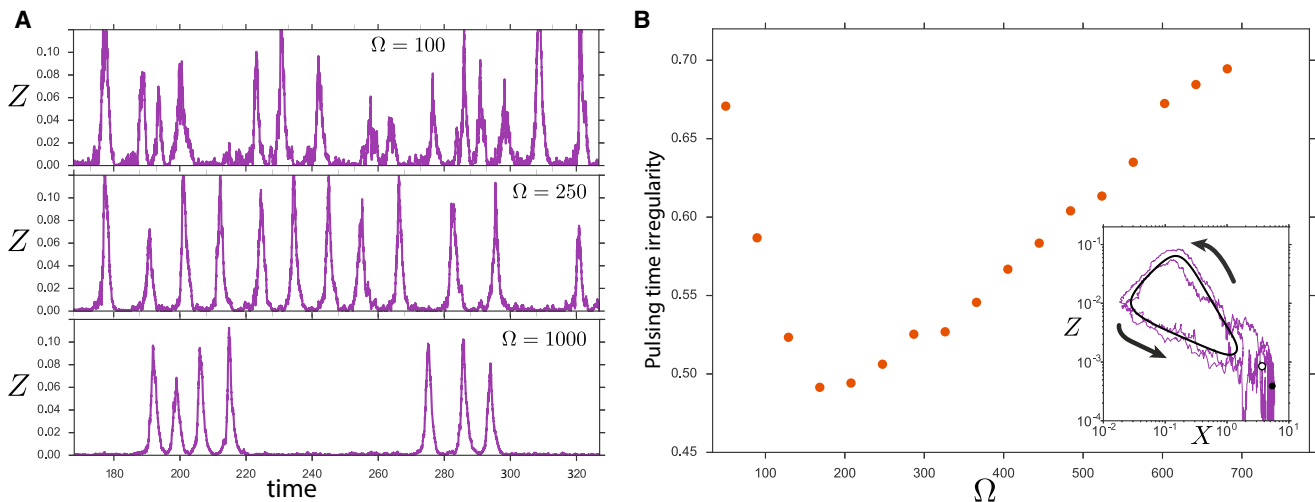 A
Z
0.10
0.08
0.06
0.04
0.02
0.00
Ω = 100
Z
0.10
0.08
0.06
0.04
0.02
0.00
Ω = 250
Z
0.10
0.08
0.06
0.04
0.02
0.00
Ω = 1000
180 200 220 240 260 280 300 320
time
B
Pulsing time irregularity
0.70
0.65
0.60
0.55
0.50
0.45
100 200 300 400 500 600 700
Ω
Z
10⁻¹
10⁻²
10⁻³
10⁻⁴
10⁻² 10⁻¹ 10⁰ 10¹
X